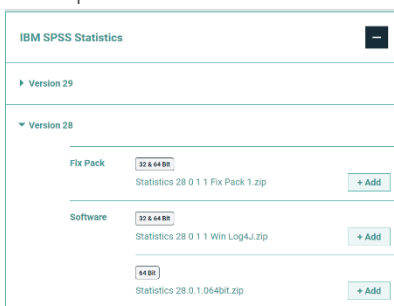 IBM SPSS Statistics
Version 29
Version 28
Fix Pack
32 & 64 Bit
Statistics 28 0 1 1 Fix Pack 1.zip
+ Add
Software
32 & 64 Bit
Statistics 28 0 1 1 Win Log4J.zip
+ Add
64 Bit
Statistics 28.0.1.064bit.zip
+ Add